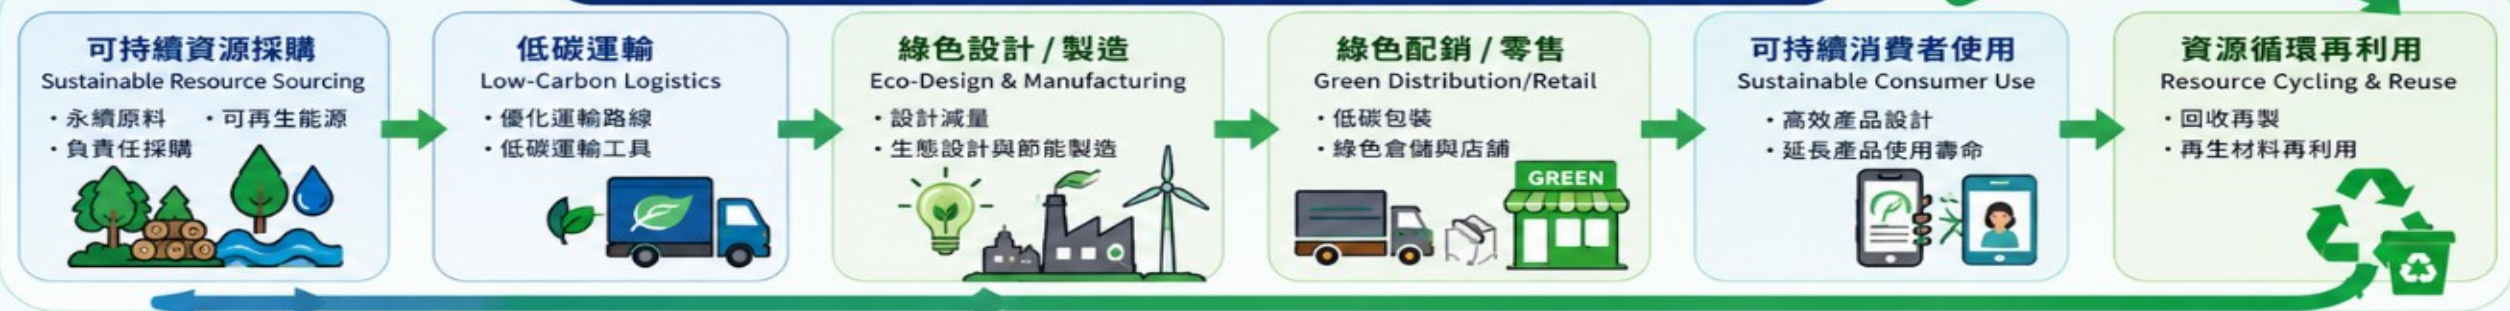 可持續資源採購
Sustainable Resource Sourcing
・永續原料 ・可再生能源
・負責任採購
低碳運輸
Low-Carbon Logistics
・優化運輸路線
・低碳運輸工具
綠色設計 / 製造
Eco-Design & Manufacturing
・設計減量
・生態設計與節能製造
綠色配銷 / 零售
Green Distribution/Retail
・低碳包裝
・綠色倉儲與店舖
GREEN
可持續消費者使用
Sustainable Consumer Use
・高效產品設計
・延長產品使用壽命
資源循環再利用
Resource Cycling & Reuse
・回收再製
・再生材料再利用